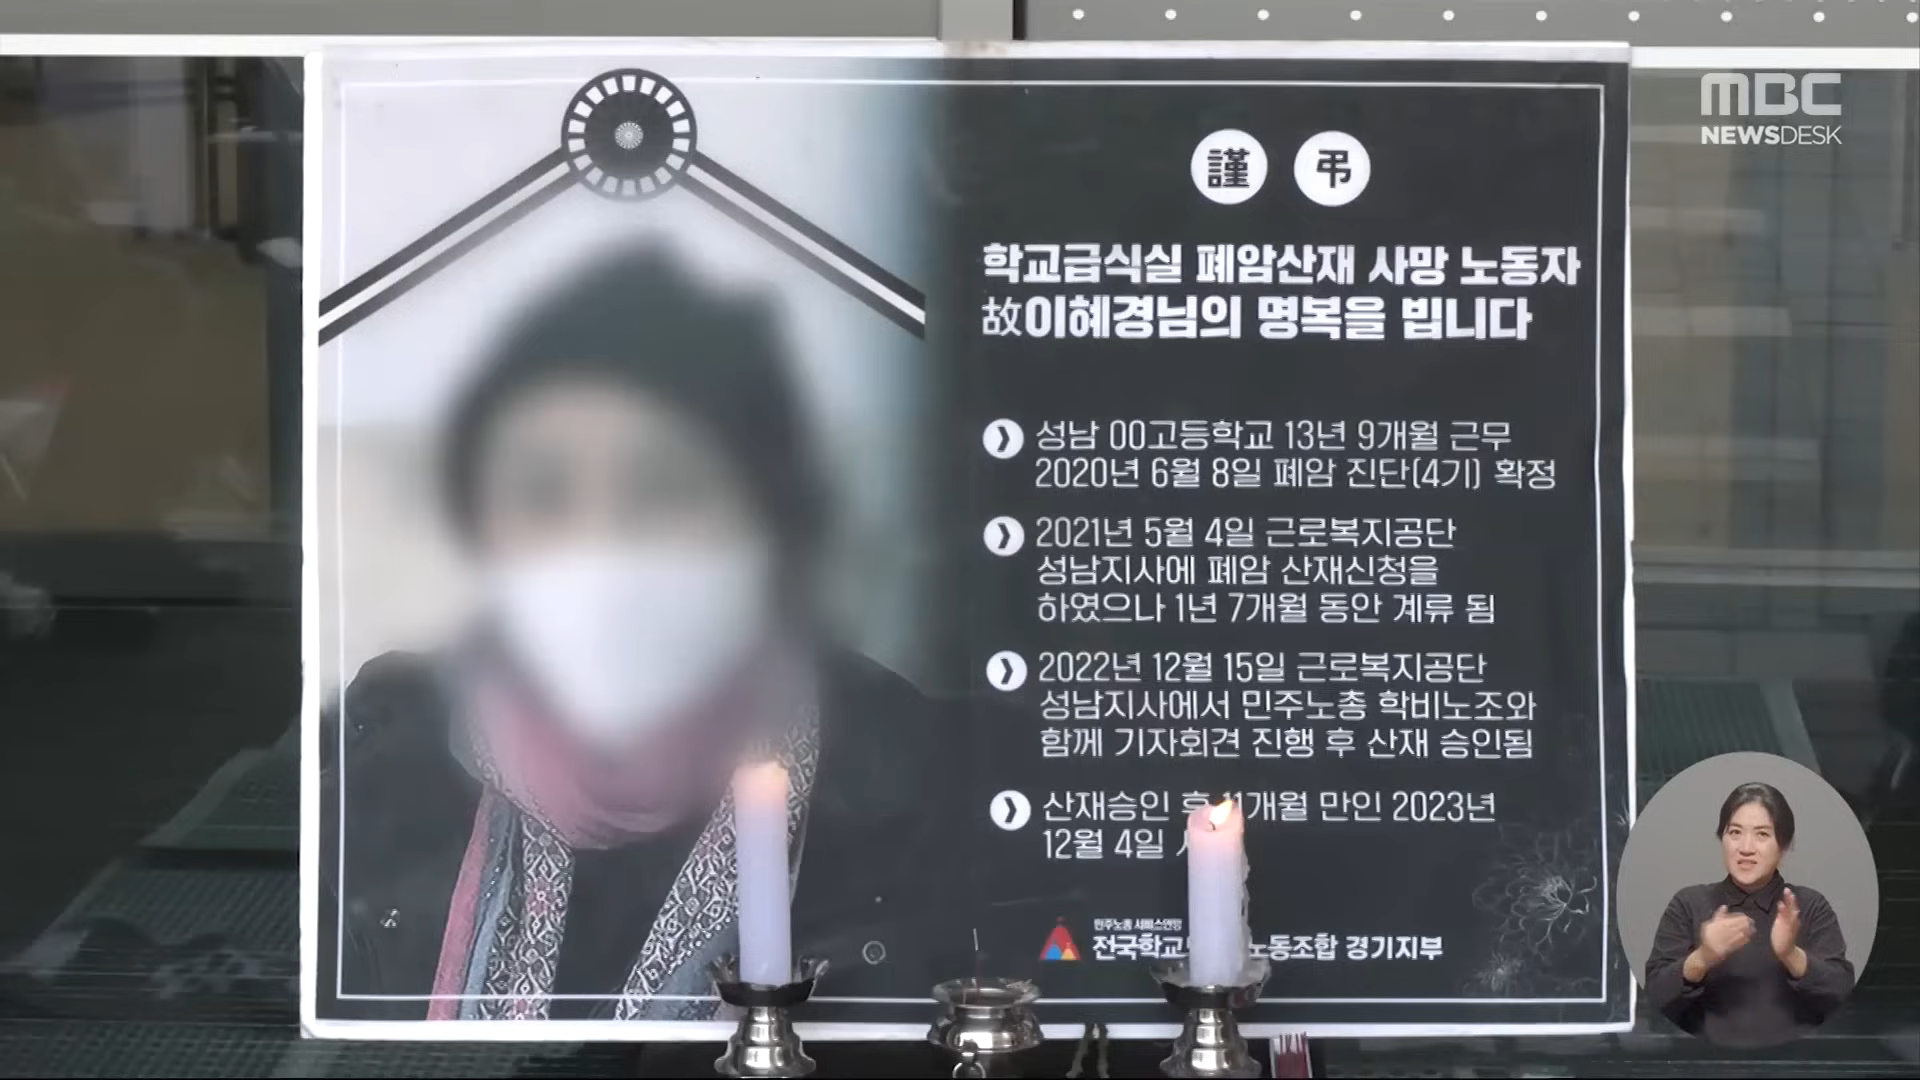 MBC
NEWSDESK
謹 弔
학교급식실 폐암산재 사망 노동자
故이혜경님의 명복을 빕니다
성남 00고등학교 13년 9개월 근무
2020년 6월 8일 폐암 진단(4기) 확정
2021년 5월 4일 근로복지공단
성남지사에 폐암 산재신청을
하였으나 1년 7개월 동안 계류 됨
2022년 12월 15일 근로복지공단
성남지사에서 민주노총 학비노조와
함께 기자회견 진행 후 산재 승인됨
산재승인 후 11개월 만인 2023년
12월 4일
민주노총 서비스연맹
전국학교 노동조합 경기지부